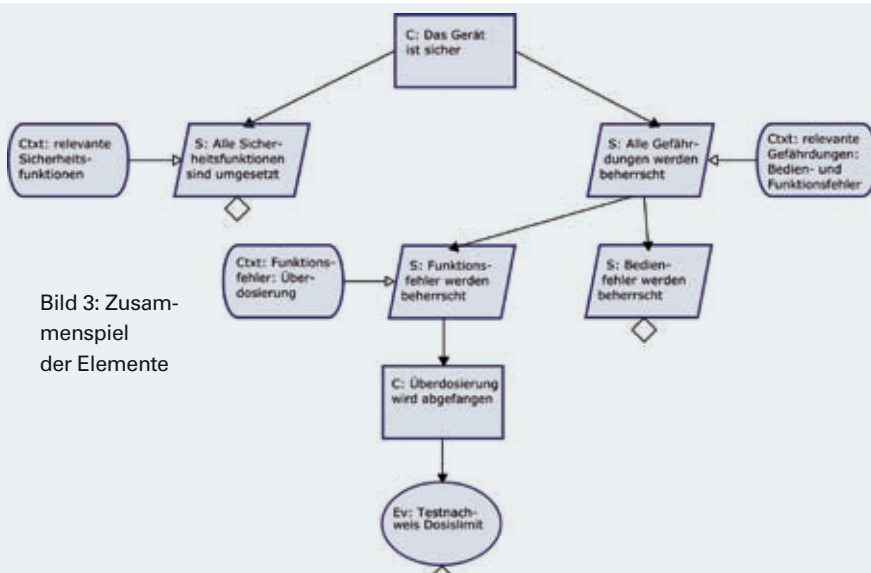 C: Das Gerät
ist sicher
Ctxt: relevante
Sicherheits-
funktionen
S: Alle Sicher-
heitsfunktionen
sind umgesetzt
S: Alle Gefähr-
dungen werden
beherrscht
Ctxt: relevante
Gefährdungen:
Bedien- und
Funktionsfehler
Ctxt: Funktions-
fehler: Über-
dosierung
S: Funktions-
fehler werden
beherrscht
S: Bedien-
fehler werden
beherrscht
Bild 3: Zusam-
menspiel
der Elemente
C: Überdosierung
wird abgefangen
Ev: Testnach-
weis Dosislimit